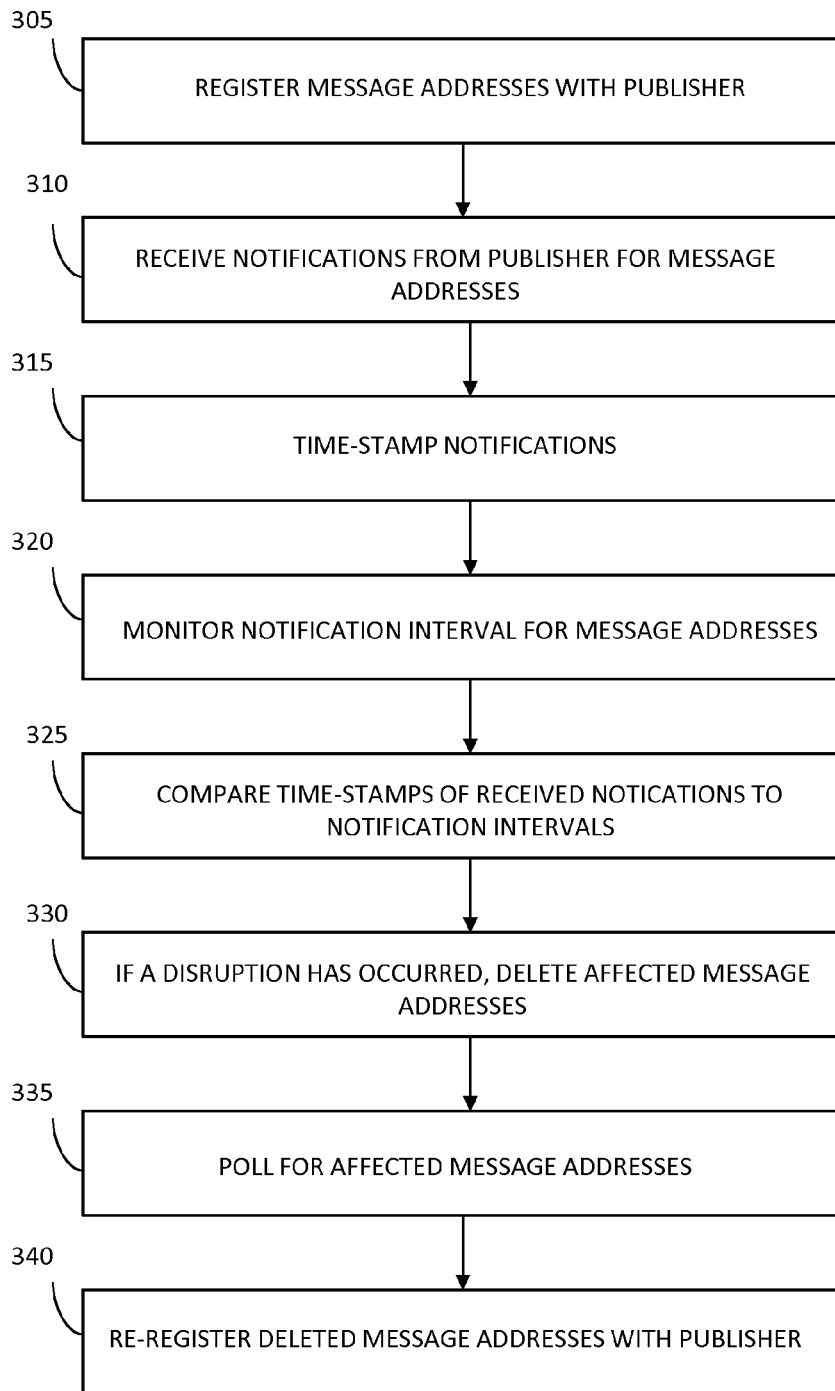 305
REGISTER MESSAGE ADDRESSES WITH PUBLISHER
310
RECEIVE NOTIFICATIONS FROM PUBLISHER FOR MESSAGE
ADDRESSES
315
TIME-STAMP NOTIFICATIONS
320
MONITOR NOTIFICATION INTERVAL FOR MESSAGE ADDRESSES
325
COMPARE TIME-STAMPS OF RECEIVED NOTICATIONS TO
NOTIFICATION INTERVALS
330
IF A DISRUPTION HAS OCCURRED, DELETE AFFECTED MESSAGE
ADDRESSES
335
POLL FOR AFFECTED MESSAGE ADDRESSES
340
RE-REGISTER DELETED MESSAGE ADDRESSES WITH PUBLISHER